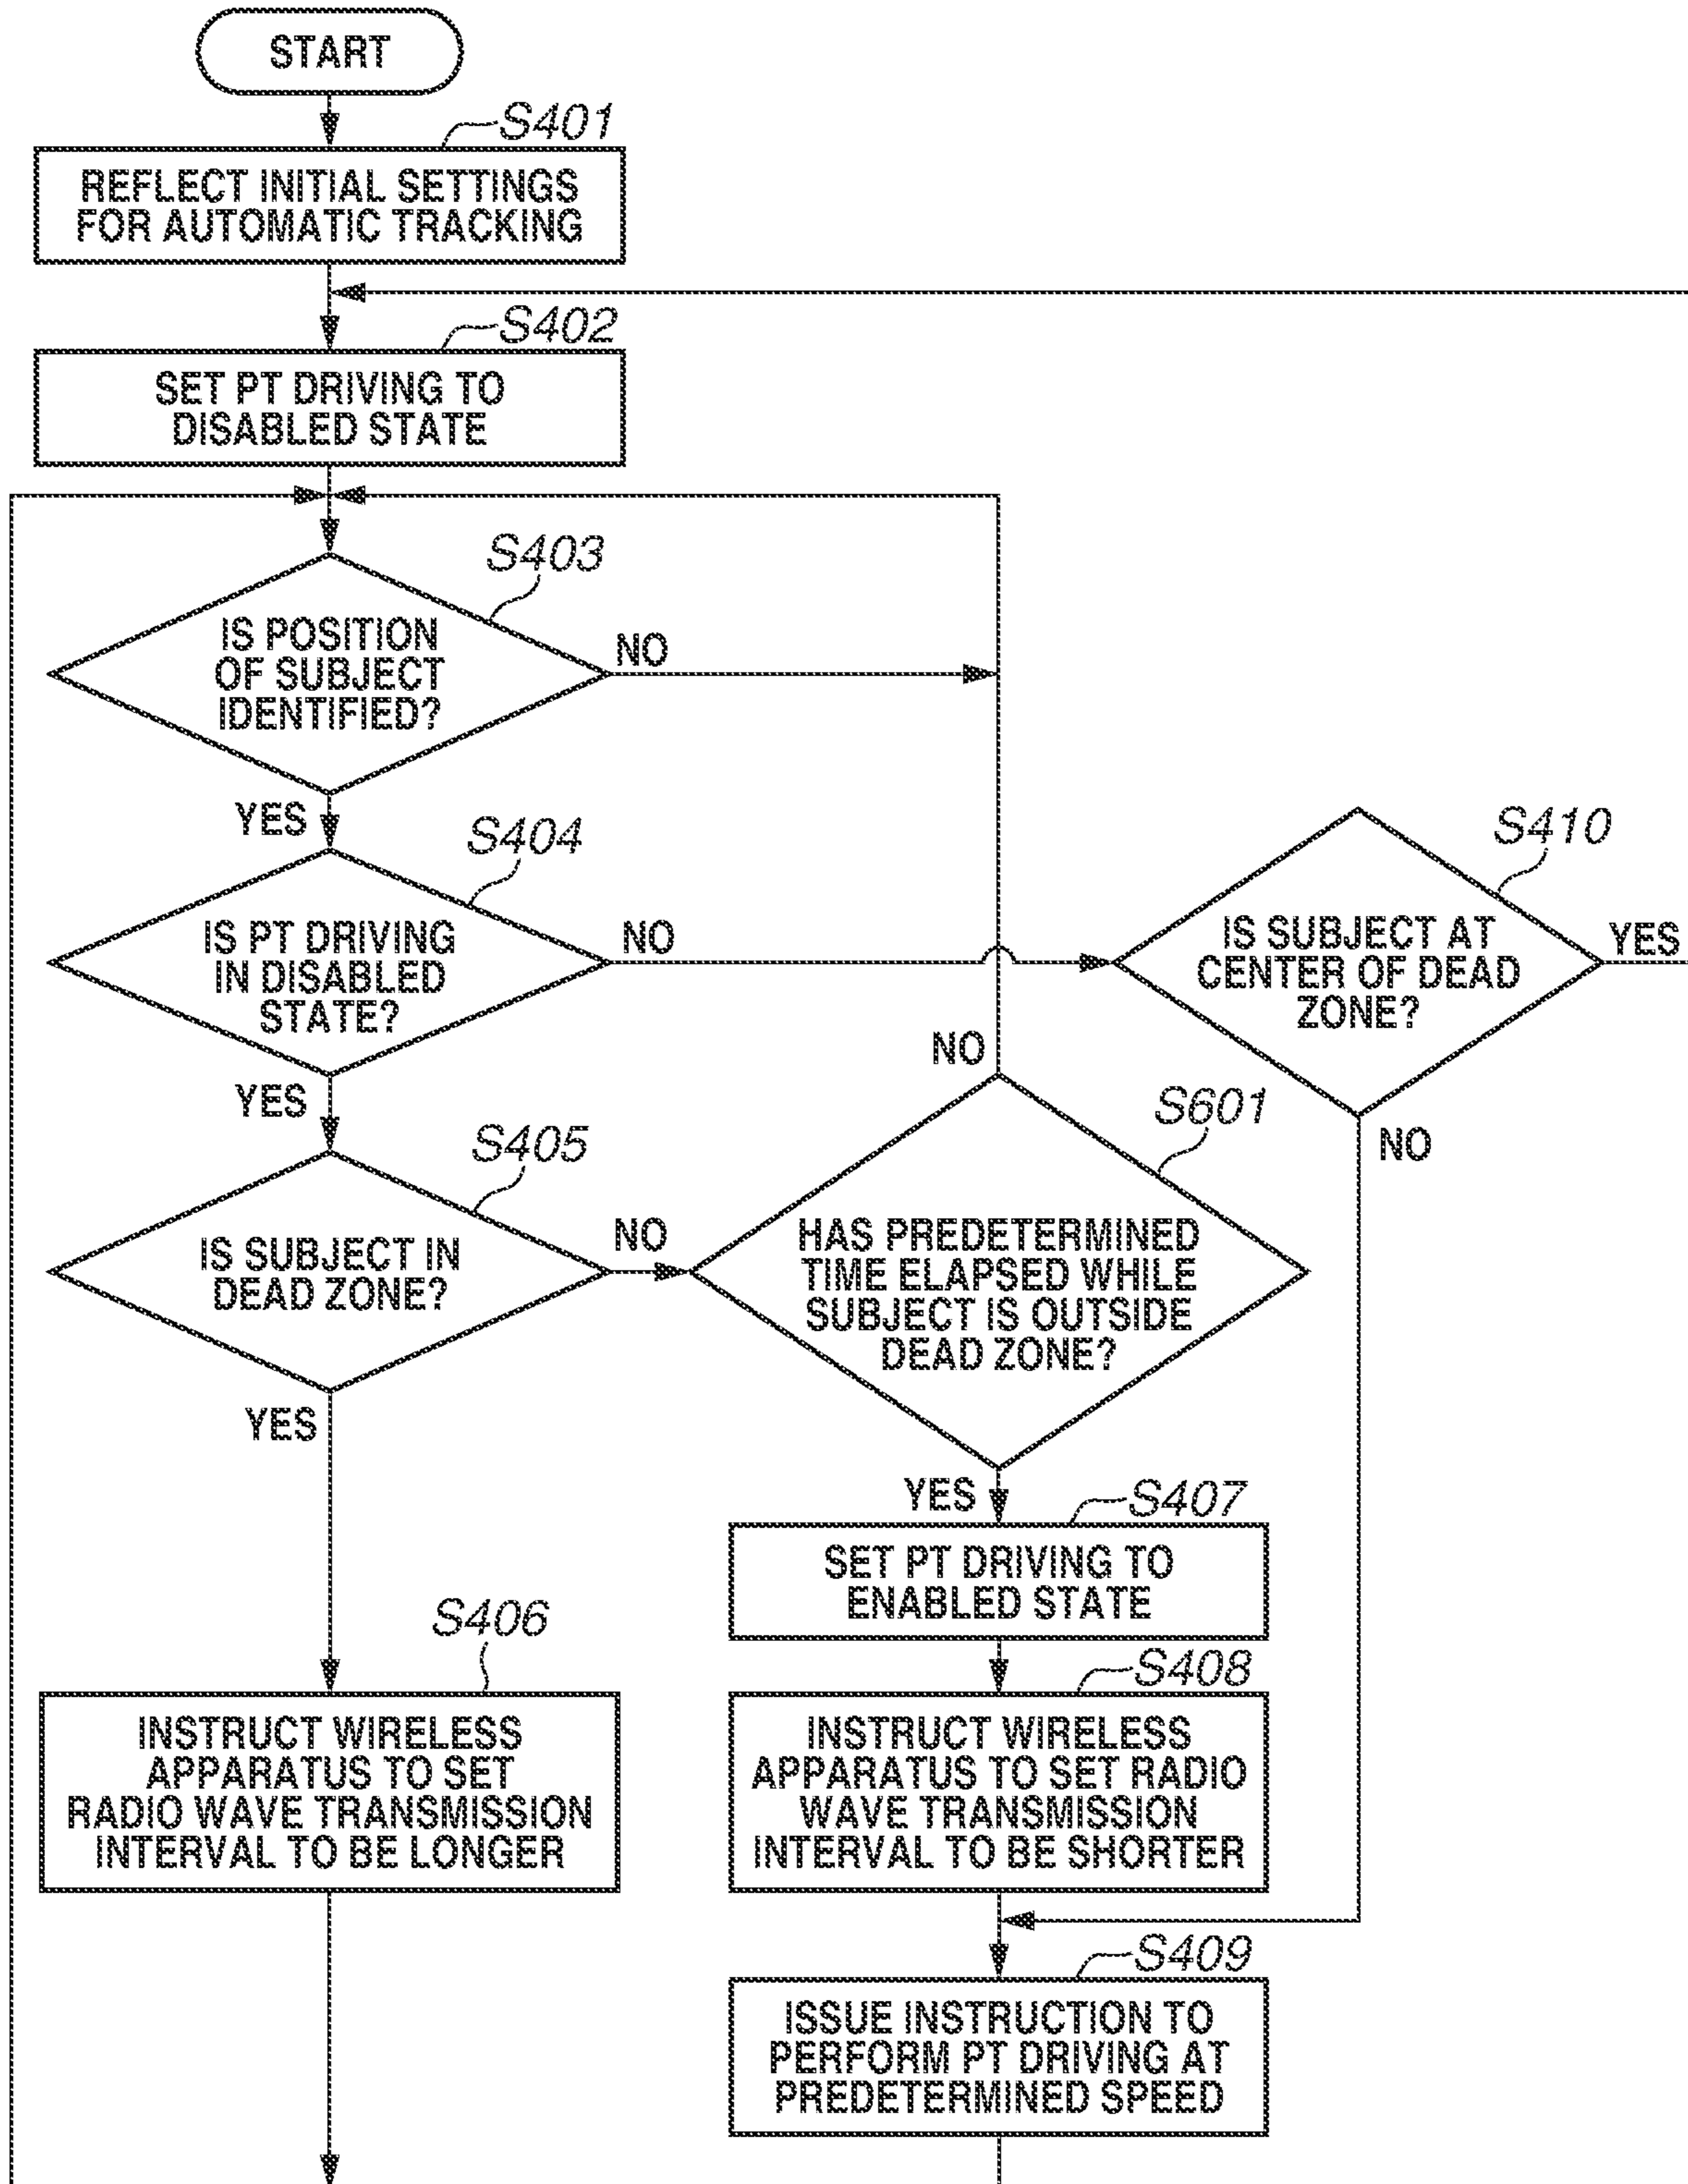 START
S401
REFLECT INITIAL SETTINGS
FOR AUTOMATIC TRACKING
S402
SET PT DRIVING TO
DISABLED STATE
S403
IS POSITION
OF SUBJECT
IDENTIFIED?
NO
YES
S404
IS PT DRIVING
IN DISABLED
STATE?
NO
S410
IS SUBJECT AT
CENTER OF DEAD
ZONE?
YES
NO
YES
S405
IS SUBJECT IN
DEAD ZONE?
NO
NO
S601
HAS PREDETERMINED
TIME ELAPSED WHILE
SUBJECT IS OUTSIDE
DEAD ZONE?
YES
YES
S407
SET PT DRIVING TO
ENABLED STATE
S406
INSTRUCT WIRELESS
APPARATUS TO SET
RADIO WAVE TRANSMISSION
INTERVAL TO BE LONGER
S408
INSTRUCT WIRELESS
APPARATUS TO SET RADIO
WAVE TRANSMISSION
INTERVAL TO BE SHORTER
S409
ISSUE INSTRUCTION TO
PERFORM PT DRIVING AT
PREDETERMINED SPEED